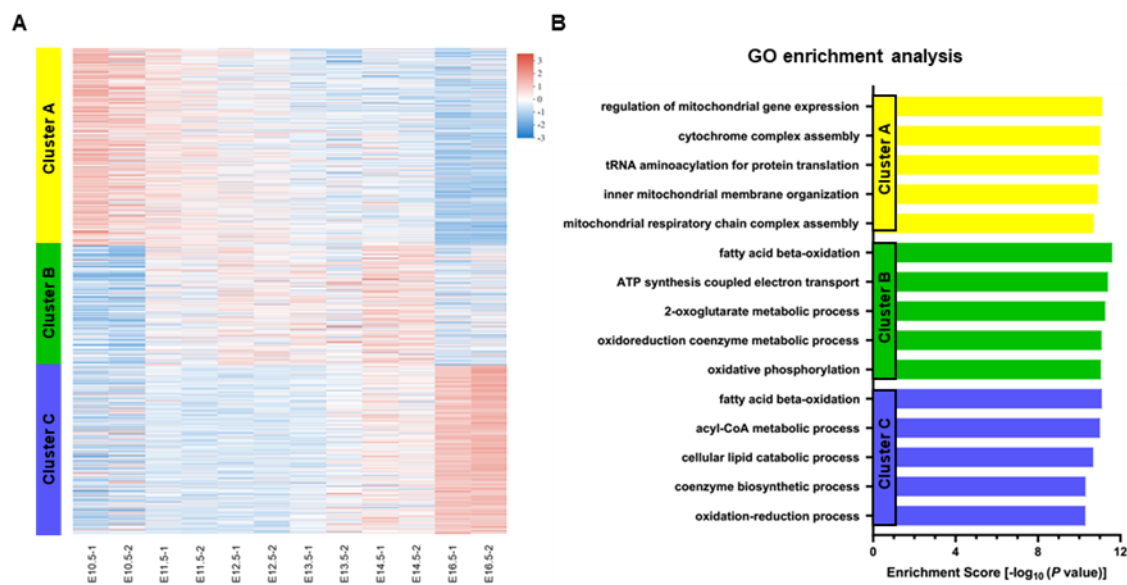 A
Cluster A
Cluster B
Cluster C
3
2
1
0
-1
-2
-3
E10.5-1
E10.5-2
E11.5-1
E11.5-2
E12.5-1
E12.5-2
E13.5-1
E13.5-2
E14.5-1
E14.5-2
E16.5-1
E16.5-2
B
GO enrichment analysis
regulation of mitochondrial gene expression
cytochrome complex assembly
tRNA aminoacylation for protein translation
inner mitochondrial membrane organization
mitochondrial respiratory chain complex assembly
fatty acid beta-oxidation
ATP synthesis coupled electron transport
2-oxoglutarate metabolic process
oxidoreduction coenzyme metabolic process
oxidative phosphorylation
fatty acid beta-oxidation
acyl-CoA metabolic process
cellular lipid catabolic process
coenzyme biosynthetic process
oxidation-reduction process
Cluster A
Cluster B
Cluster C
0 4 8 10 12
Enrichment Score [-log10 (P value)]